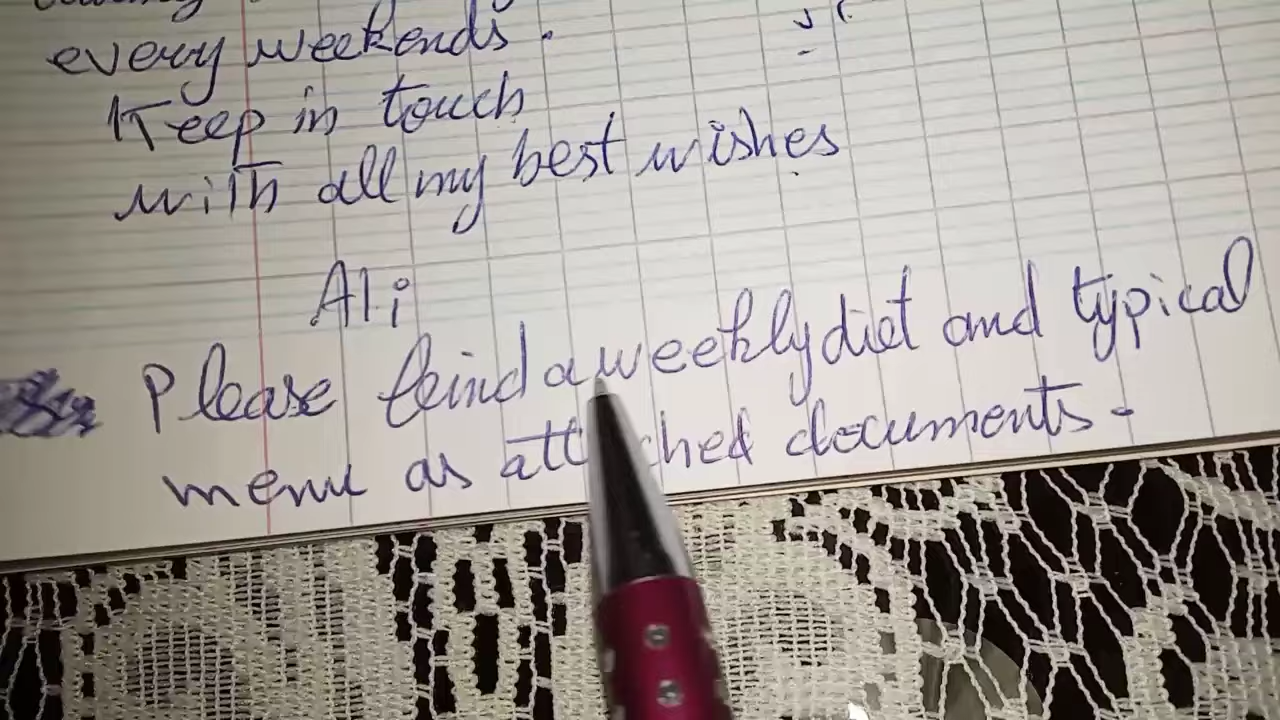 every weekends.
Keep in touch
with all my best wishes
Ali
Please find a weekly diet and typical
menu as attached documents.